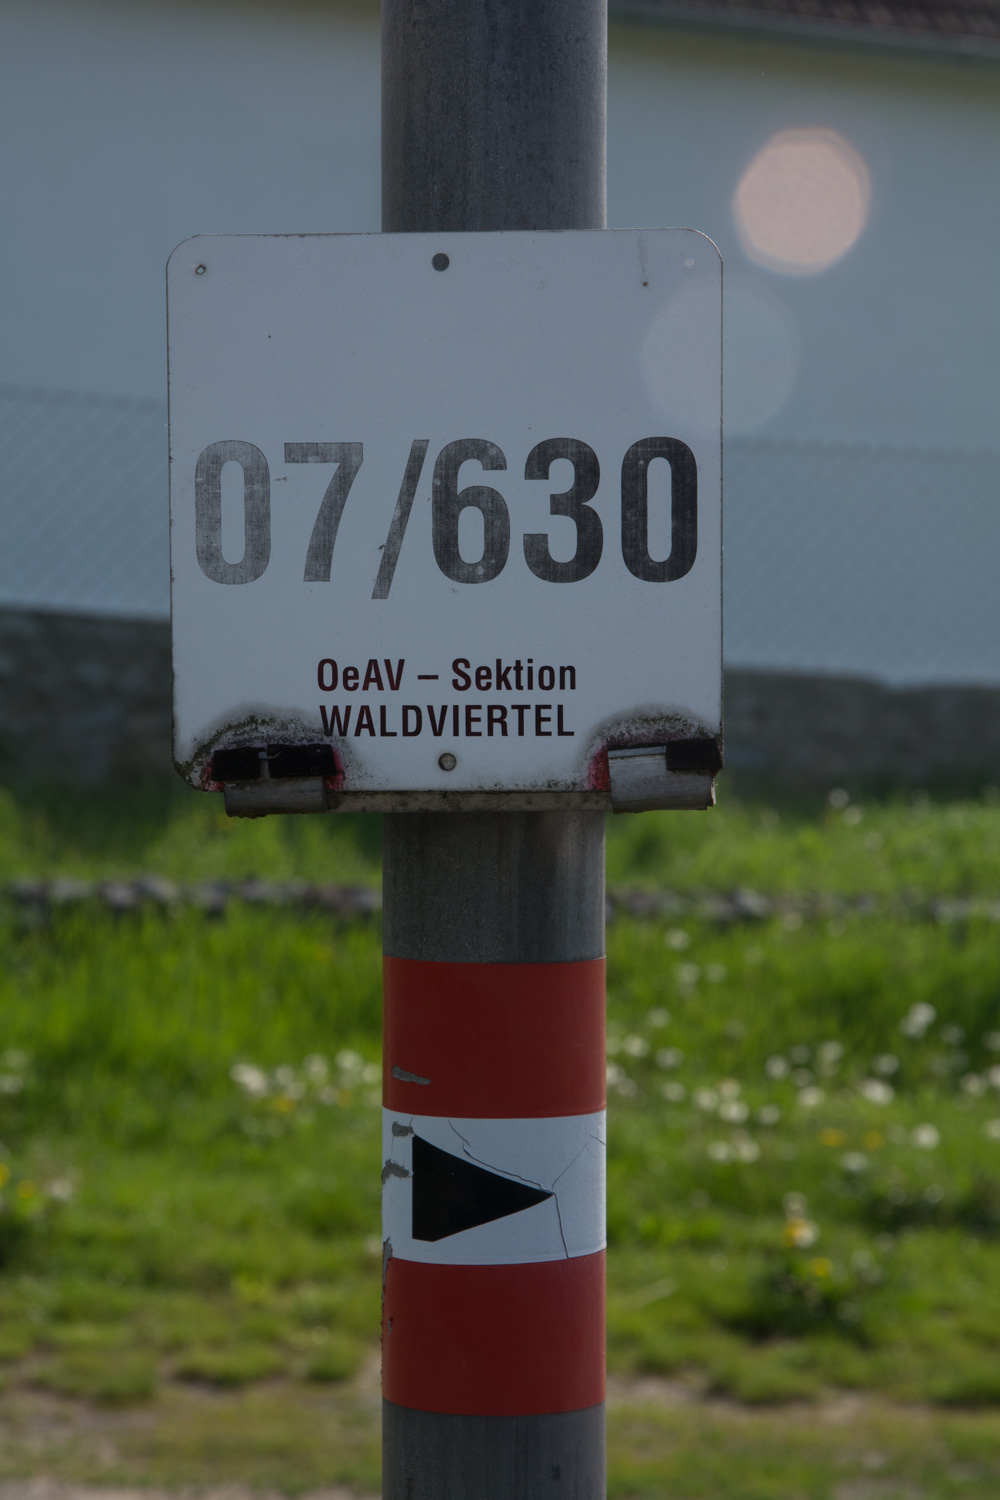 07/630
OeAV – Sektion
WALDVIERTEL